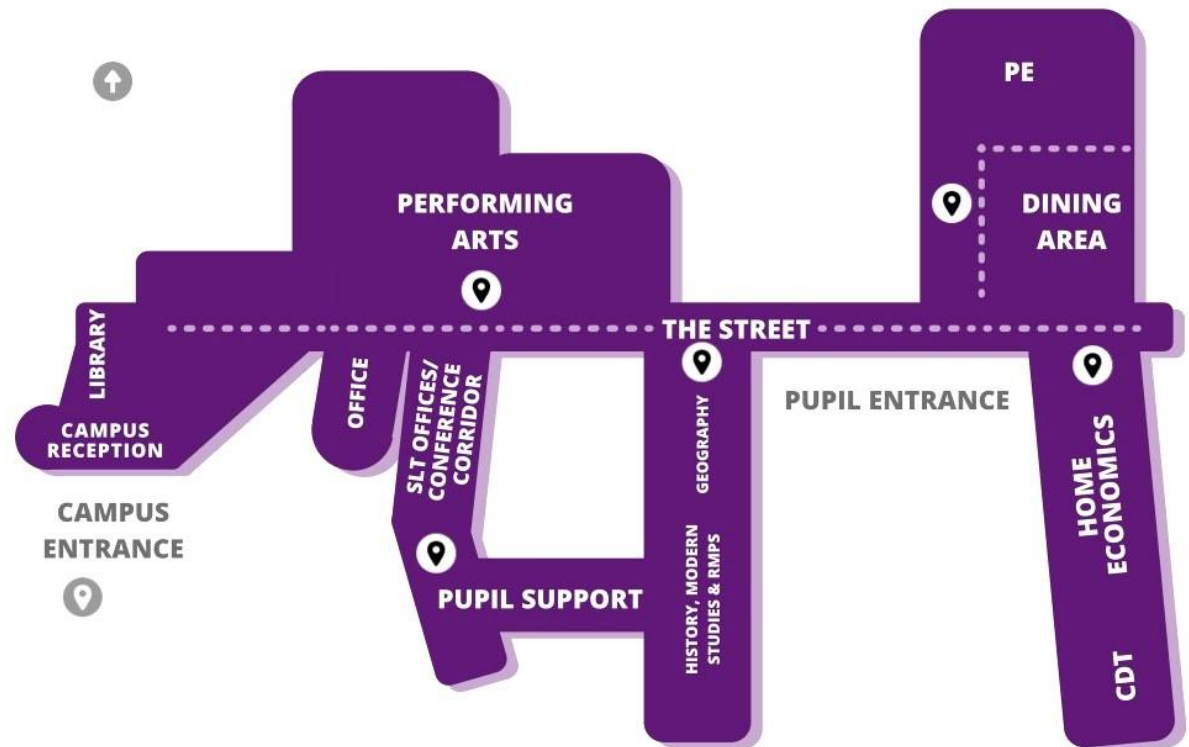 PE
DINING
AREA
PERFORMING
ARTS
THE STREET
LIBRARY
CAMPUS
RECEPTION
OFFICE
SLT OFFICES/
CONFERENCE
CORRIDOR
GEOGRAPHY
PUPIL ENTRANCE
HOME
ECONOMICS
CAMPUS
ENTRANCE
PUPIL SUPPORT
HISTORY, MODERN
STUDIES & RMPS
CDT